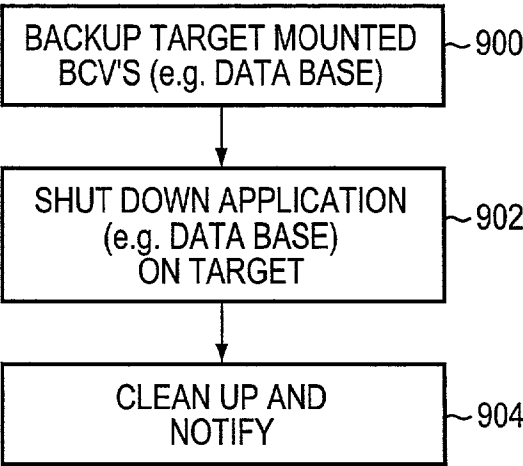 BACKUP TARGET MOUNTED
BCV'S (e.g. DATA BASE)
900
SHUT DOWN APPLICATION
(e.g. DATA BASE)
ON TARGET
902
CLEAN UP AND
NOTIFY
904